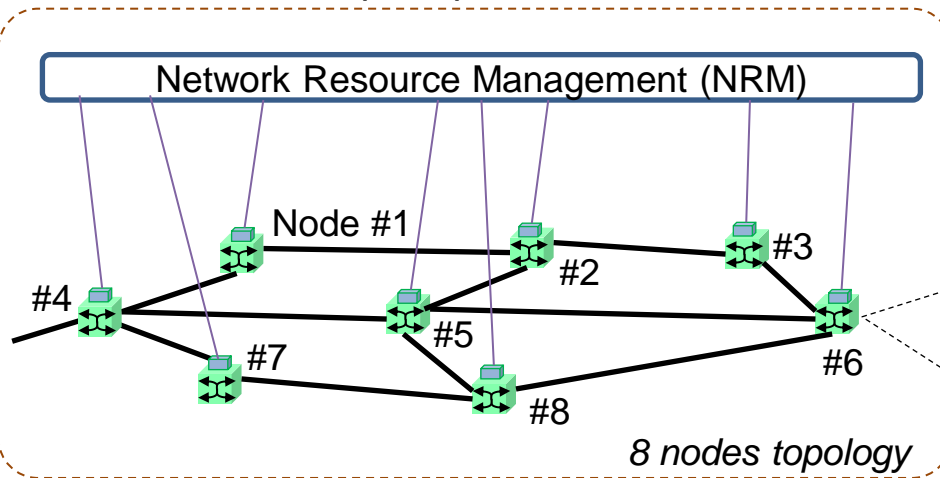 Network Resource Management (NRM)
Node #1
#2
#3
#4
#5
#6
#7
#8
8 nodes topology